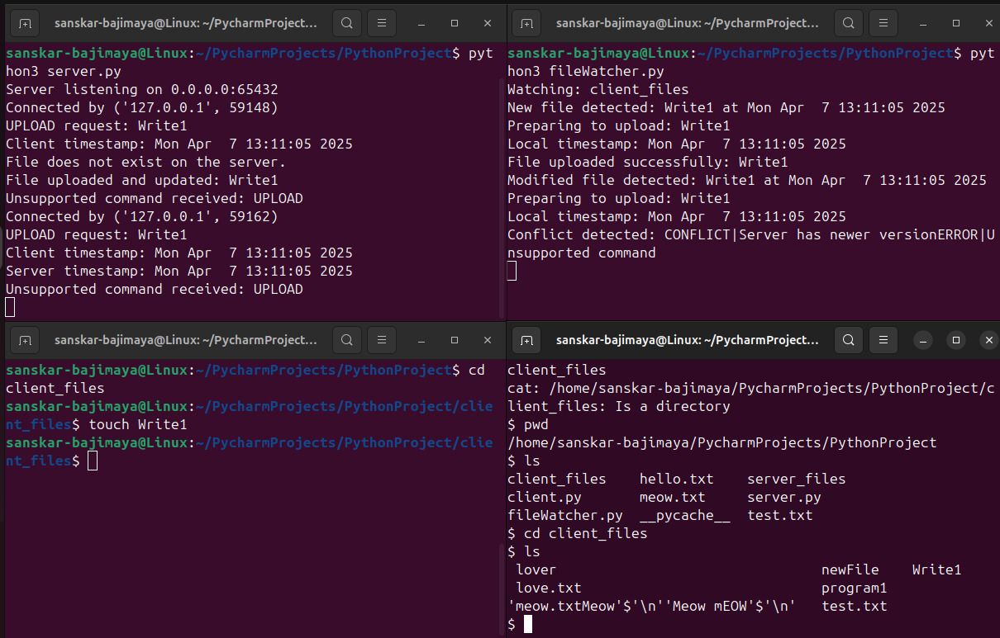 sanskar-bajimaya@Linux: ~/PycharmProject...
sanskar-bajimaya@Linux:~/PycharmProjects/PythonProject$ pyt
hon3 server.py
Server listening on 0.0.0.0:65432
Connected by ('127.0.0.1', 59148)
UPLOAD request: Write1
Client timestamp: Mon Apr  7 13:11:05 2025
File does not exist on the server.
File uploaded and updated: Write1
Unsupported command received: UPLOAD
Connected by ('127.0.0.1', 59162)
UPLOAD request: Write1
Client timestamp: Mon Apr  7 13:11:05 2025
Server timestamp: Mon Apr  7 13:11:05 2025
Unsupported command received: UPLOAD
sanskar-bajimaya@Linux: ~/PycharmProject...
sanskar-bajimaya@Linux:~/PycharmProjects/PythonProject$ pyt
hon3 fileWatcher.py
Watching: client_files
New file detected: Write1 at Mon Apr  7 13:11:05 2025
Preparing to upload: Write1
Local timestamp: Mon Apr  7 13:11:05 2025
File uploaded successfully: Write1
Modified file detected: Write1 at Mon Apr  7 13:11:05 2025
Preparing to upload: Write1
Local timestamp: Mon Apr  7 13:11:05 2025
Conflict detected: CONFLICT|Server has newer versionERROR|U
nsupported command
sanskar-bajimaya@Linux: ~/PycharmProject...
sanskar-bajimaya@Linux:~/PycharmProjects/PythonProject$ cd
client_files
sanskar-bajimaya@Linux:~/PycharmProjects/PythonProject/clie
nt_files$ touch Write1
sanskar-bajimaya@Linux:~/PycharmProjects/PythonProject/clie
nt_files$
sanskar-bajimaya@Linux: ~/PycharmProject...
client_files
cat: /home/sanskar-bajimaya/PycharmProjects/PythonProject/c
lient_files: Is a directory
$ pwd
/home/sanskar-bajimaya/PycharmProjects/PythonProject
$ ls
client_files    hello.txt    server_files
client.py       meow.txt     server.py
fileWatcher.py  __pycache__  test.txt
$ cd client_files
$ ls
 lover                                newFile    Write1
 love.txt                             program1
'meow.txtMeow'$'\n''Meow mEOW'$'\n'   test.txt
$